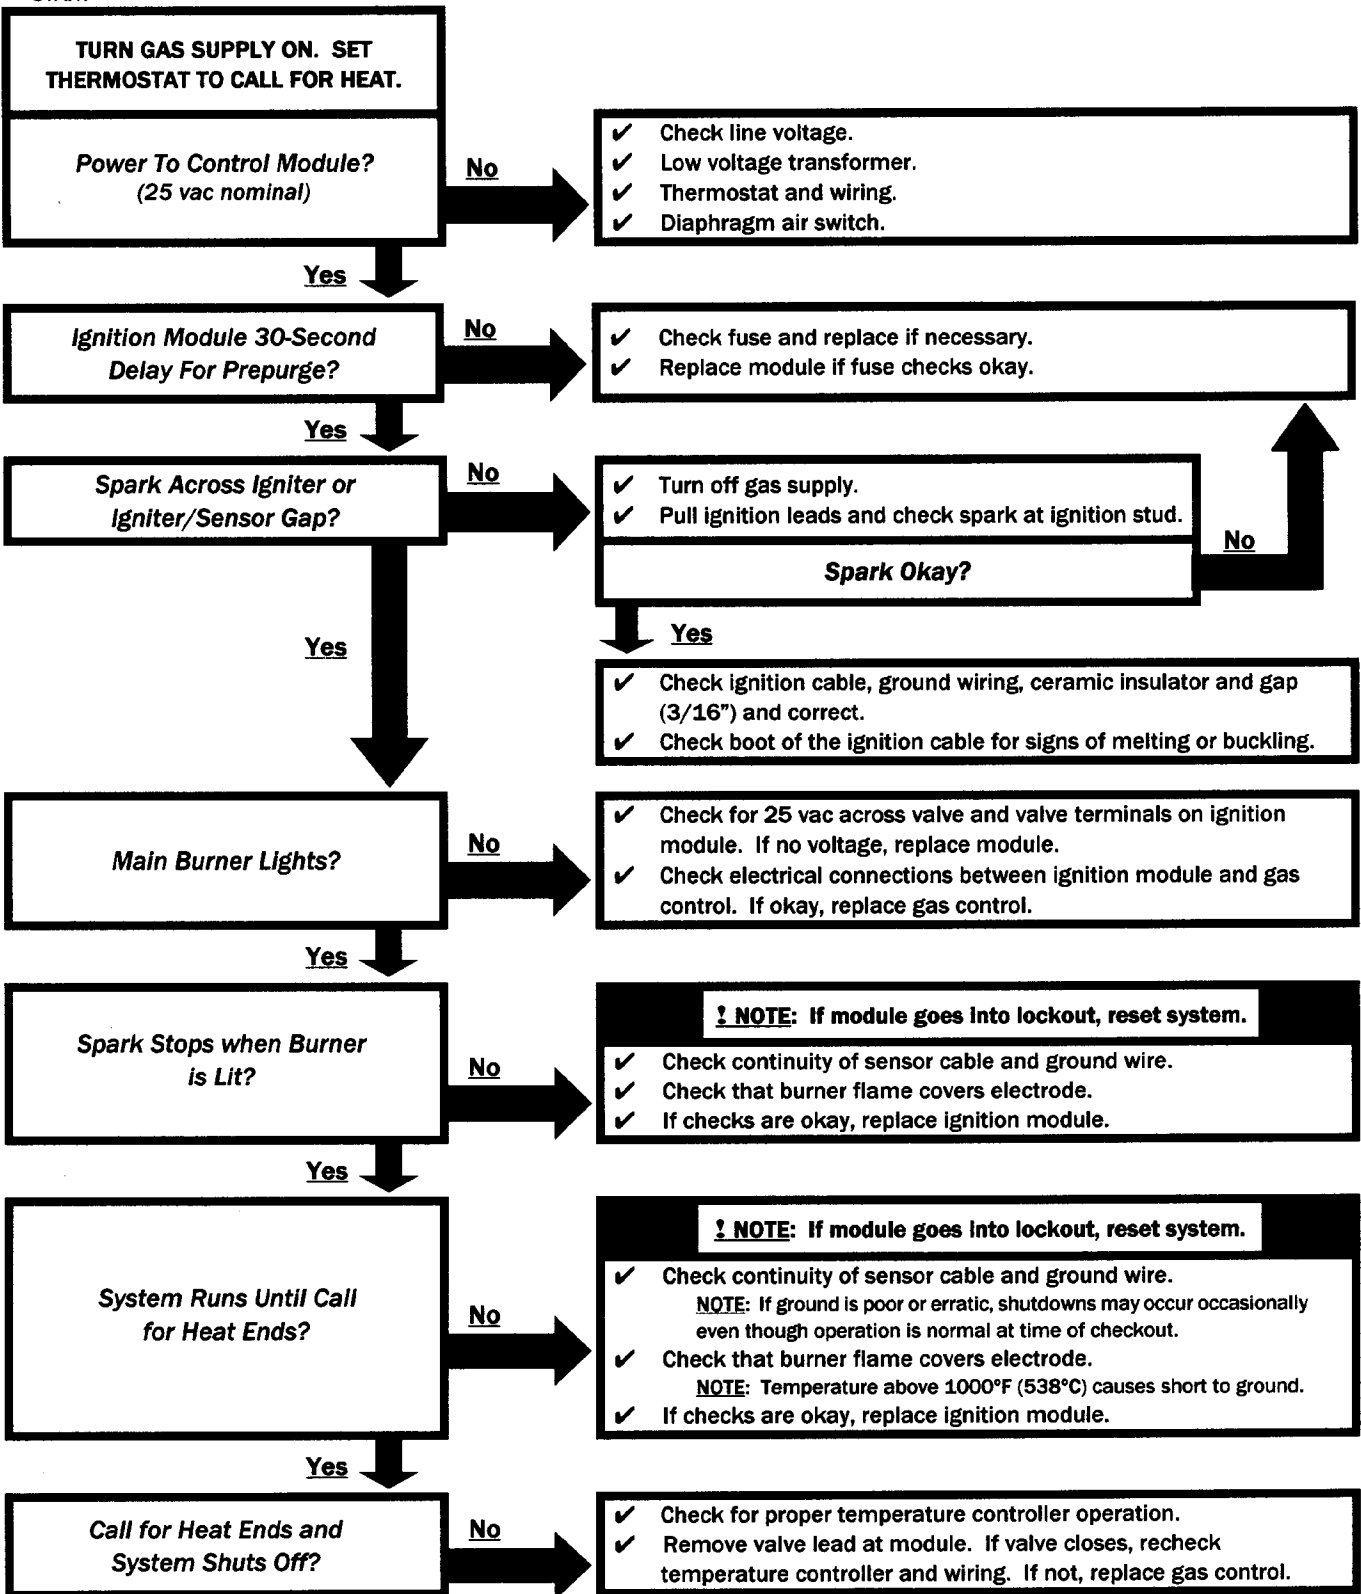 TURN GAS SUPPLY ON. SET
THERMOSTAT TO CALL FOR HEAT.
Power To Control Module?
(25 vac nominal)
No
✔ Check line voltage.
✔ Low voltage transformer.
✔ Thermostat and wiring.
✔ Diaphragm air switch.
Yes
Ignition Module 30-Second
Delay For Prepurge?
No
✔ Check fuse and replace if necessary.
✔ Replace module if fuse checks okay.
Yes
Spark Across Igniter or
Igniter/Sensor Gap?
No
✔ Turn off gas supply.
✔ Pull ignition leads and check spark at ignition stud.
Spark Okay?
No
Yes
Yes
✔ Check ignition cable, ground wiring, ceramic insulator and gap
(3/16") and correct.
✔ Check boot of the ignition cable for signs of melting or buckling.
Main Burner Lights?
No
✔ Check for 25 vac across valve and valve terminals on ignition
module. If no voltage, replace module.
✔ Check electrical connections between ignition module and gas
control. If okay, replace gas control.
Yes
Spark Stops when Burner
is Lit?
No
! NOTE: If module goes into lockout, reset system.
✔ Check continuity of sensor cable and ground wire.
✔ Check that burner flame covers electrode.
✔ If checks are okay, replace ignition module.
Yes
System Runs Until Call
for Heat Ends?
No
! NOTE: If module goes into lockout, reset system.
✔ Check continuity of sensor cable and ground wire.
NOTE: If ground is poor or erratic, shutdowns may occur occasionally
even though operation is normal at time of checkout.
✔ Check that burner flame covers electrode.
NOTE: Temperature above 1000°F (538°C) causes short to ground.
✔ If checks are okay, replace ignition module.
Yes
Call for Heat Ends and
System Shuts Off?
No
✔ Check for proper temperature controller operation.
✔ Remove valve lead at module. If valve closes, recheck
temperature controller and wiring. If not, replace gas control.